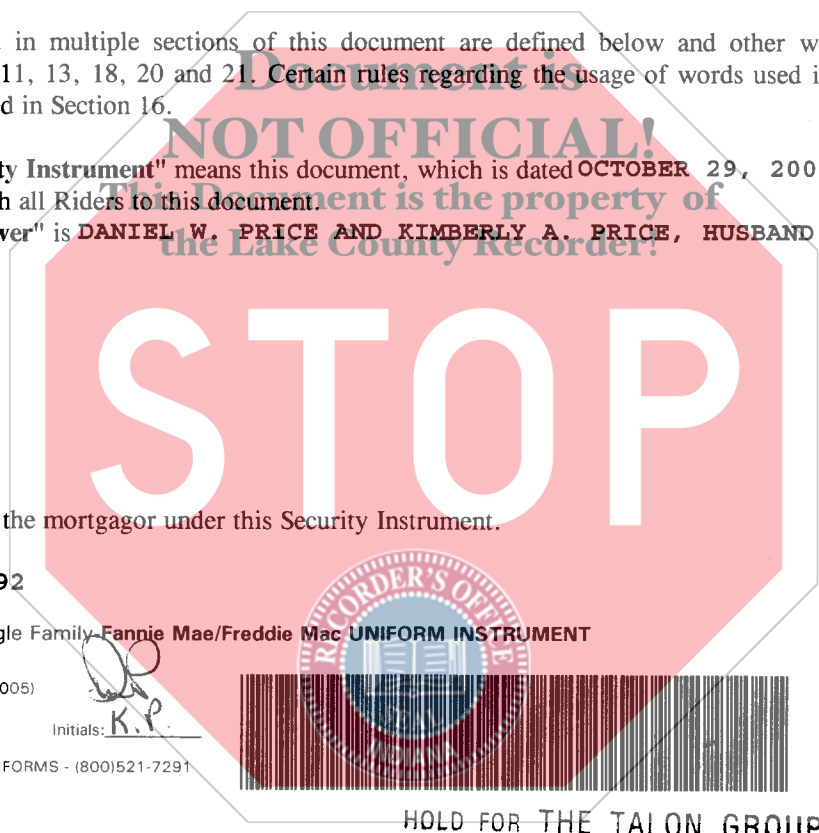 in multiple sections of this document are defined below and other w
11, 13, 18, 20 and 21. Certain rules regarding the usage of words used i
d in Section 16.
Document is
NOT OFFICIAL!
This Document is the property of
the Lake County Recorder!
ty Instrument" means this document, which is dated OCTOBER 29, 200
h all Riders to this document.
wer" is DANIEL W. PRICE AND KIMBERLY A. PRICE, HUSBAND
STOP
the mortgagor under this Security Instrument.
92
gle Family-Fannie Mae/Freddie Mac UNIFORM INSTRUMENT
005)
Initials: K.P.
FORMS - (800)521-7291
RECORDER'S OFFICE
SEAL
INDIANA
HOLD FOR THE TALON GROUP